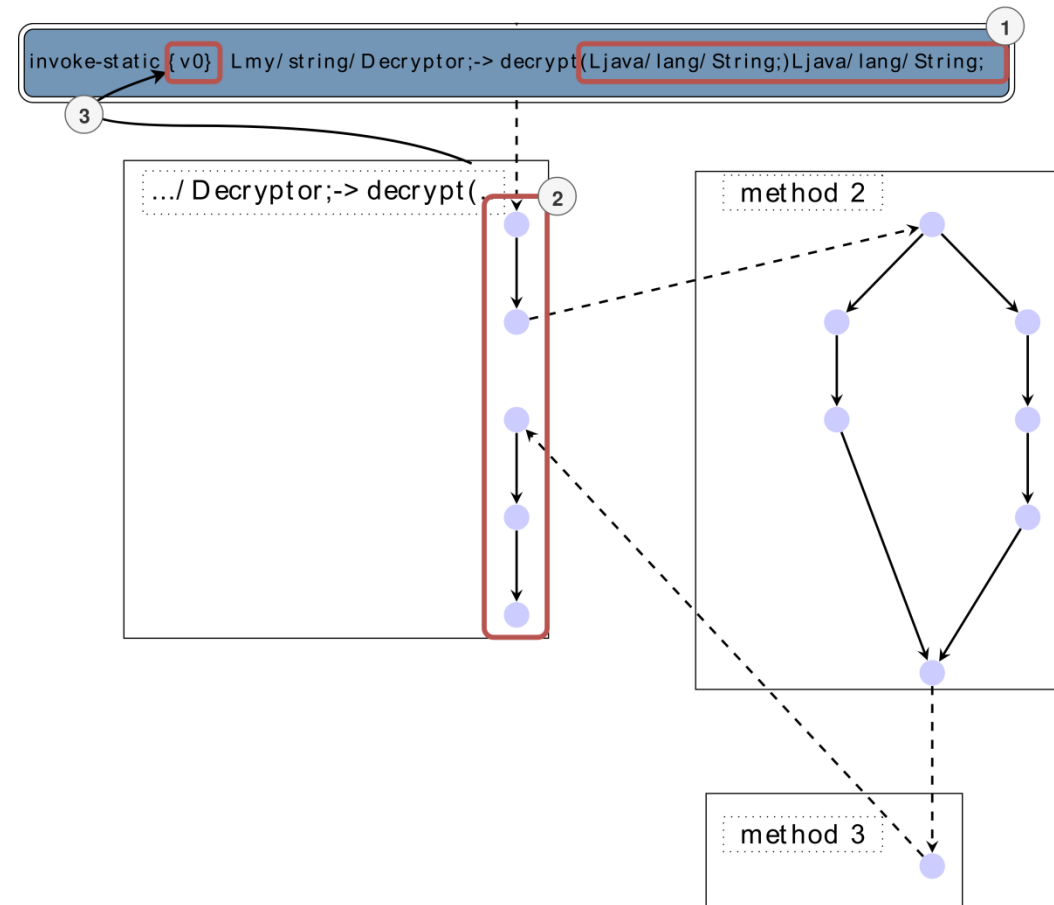 1
invoke-static {v0} Lmy/string/Decryptor;->decrypt(Ljava/lang/String;)Ljava/lang/String;
3
.../Decryptor;->decrypt(..
2
method 2
method 3